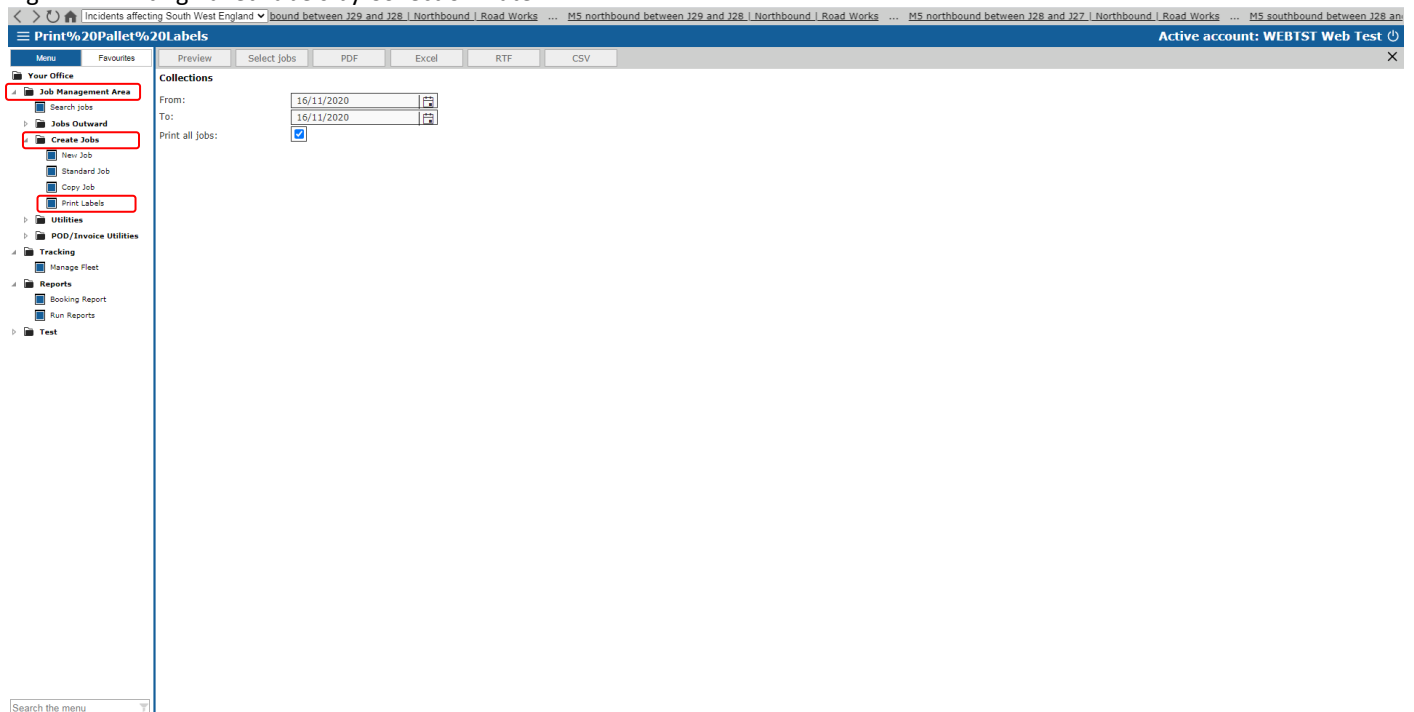 Incidents affecting South West England bound between J29 and J28 | Northbound | Road Works ... M5 northbound between J29 and J28 | Northbound | Road Works ... M5 northbound between J28 and J27 | Northbound | Road Works ... M5 southbound between J28 an
Print%20Pallet%20Labels Active account: WEBTST Web Test
Menu Favourites Preview Select jobs PDF Excel RTF CSV
Your Office
Collections
Job Management Area
From: 16/11/2020
Search jobs
To: 16/11/2020
Jobs Outward
Print all jobs:
Create Jobs
New Job
Standard Job
Copy Job
Print Labels
Utilities
POD/Invoice Utilities
Tracking
Manage Fleet
Reports
Booking Report
Run Reports
Test
Search the menu